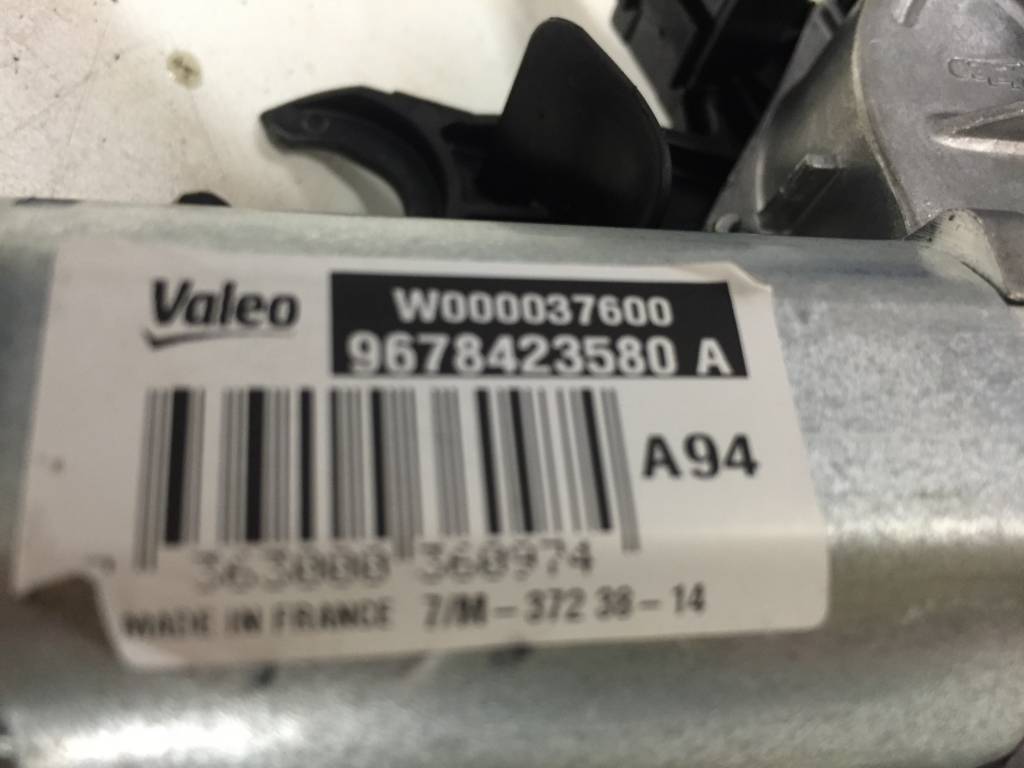 Valeo
W000037600
9678423580 A
A94
363000 360974
MADE IN FRANCE 7/M-372 38-14